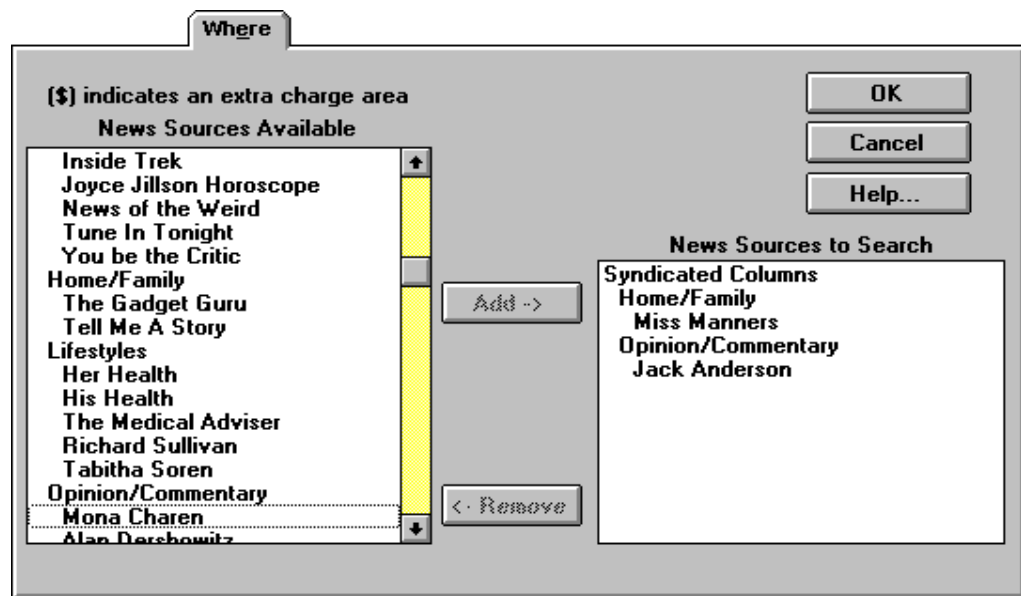 Where
($) indicates an extra charge area
News Sources Available
Inside Trek
Joyce Jillson Horoscope
News of the Weird
Tune In Tonight
You be the Critic
Home/Family
The Gadget Guru
Tell Me A Story
Lifestyles
Her Health
His Health
The Medical Adviser
Richard Sullivan
Tabitha Soren
Opinion/Commentary
Mona Charen
Alan Dershowitz
Add ->
<- Remove
OK
Cancel
Help...
News Sources to Search
Syndicated Columns
Home/Family
Miss Manners
Opinion/Commentary
Jack Anderson